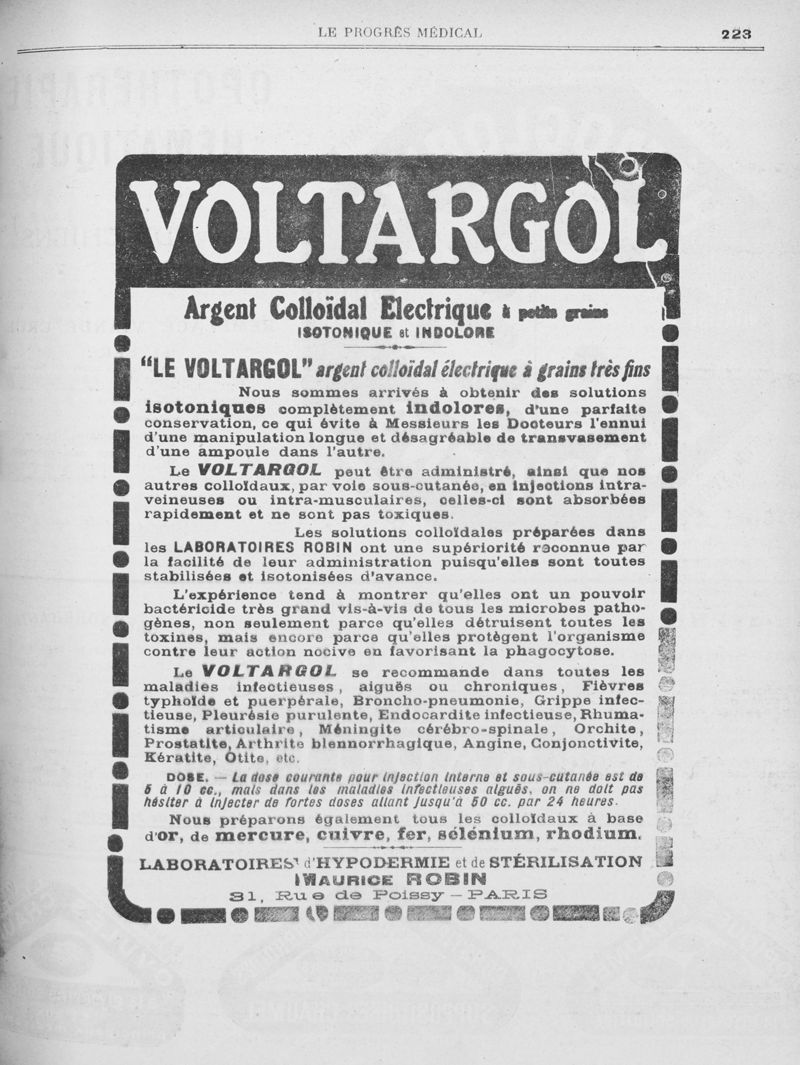 LE PROGRÈS MÉDICAL
223
VOLTARGOL
Argent Colloïdal Electrique à petits grains
ISOTONIQUE et INDOLORE
"LE VOLTARGOL" argent colloïdal électrique à grains très fins
Nous sommes arrivés à obtenir des solutions
isotoniques complètement indolores, d'une parfaite
conservation, ce qui évite à Messieurs les Docteurs l'ennui
d'une manipulation longue et désagréable de transvasement
d'une ampoule dans l'autre.
Le VOLTARGOL peut être administré, ainsi que nos
autres colloïdaux, par voie sous-cutanée, en injections intra-
veineuses ou intra-musculaires, celles-ci sont absorbées
rapidement et ne sont pas toxiques.
Les solutions colloïdales préparées dans
les LABORATOIRES ROBIN ont une supériorité reconnue par
la facilité de leur administration puisqu'elles sont toutes
stabilisées et isotonisées d'avance.
L'expérience tend à montrer qu'elles ont un pouvoir
bactéricide très grand vis-à-vis de tous les microbes patho-
gènes, non seulement parce qu'elles détruisent toutes les
toxines, mais encore parce qu'elles protègent l'organisme
contre leur action nocive en favorisant la phagocytose.
Le VOLTARGOL se recommande dans toutes les
maladies infectieuses, aiguës ou chroniques, Fièvres
typhoïde et puerpérale, Broncho-pneumonie, Grippe infec-
tieuse, Pleurésie purulente, Endocardite infectieuse, Rhuma-
tisme articulaire, Méningite cérébro-spinale, Orchite,
Prostatite, Arthrite blennorrhagique, Angine, Conjonctivite,
Kératite, Otite, etc.
DOSE. — La dose courante pour injection interne et sous-cutanée est de
5 à 10 cc., mais dans les maladies infectieuses aiguës, on ne doit pas
hésiter à injecter de fortes doses allant jusqu'à 50 cc. par 24 heures.
Nous préparons également tous les colloïdaux à base
d'or, de mercure, cuivre, fer, sélénium, rhodium.
LABORATOIRES d'HYPODERMIE et de STÉRILISATION
MAURICE ROBIN
31, Rue de Poissy — PARIS